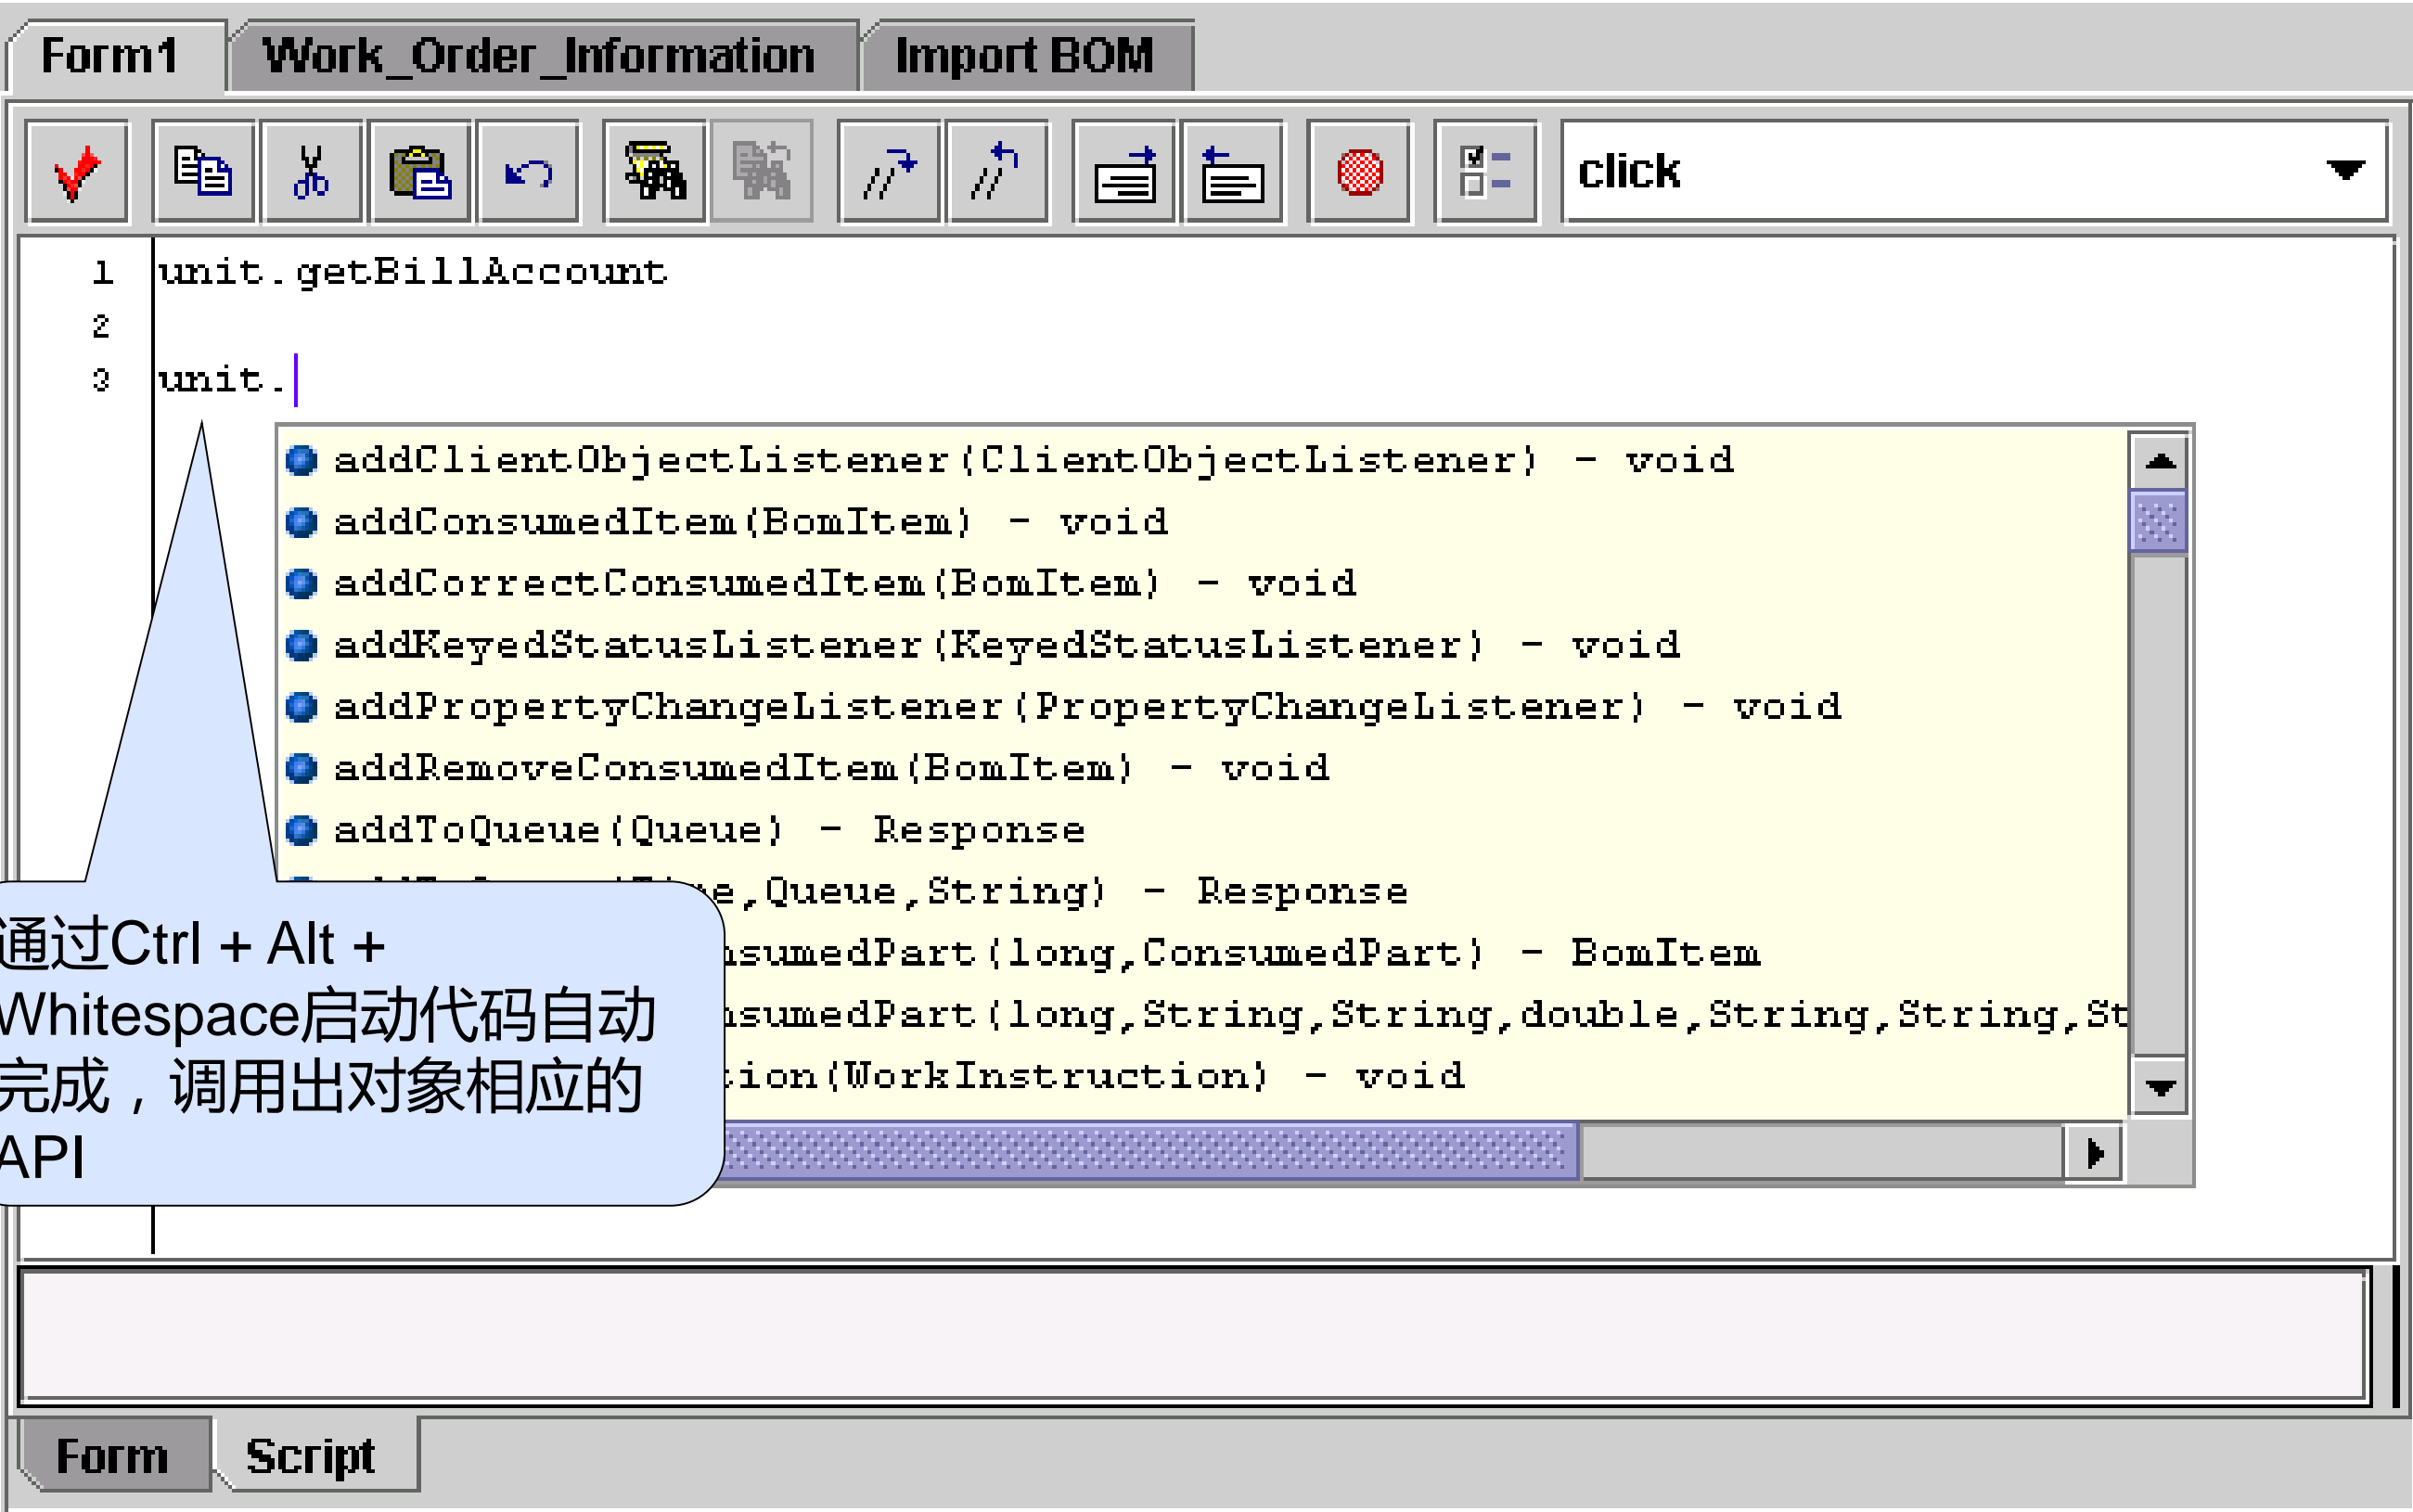 Form1 Work_Order_Information Import BOM
click
1 unit.getBillAccount
2
3 unit.
addClientObjectListener(ClientObjectListener) - void
addConsumedItem(BomItem) - void
addCorrectConsumedItem(BomItem) - void
addKeyedStatusListener(KeyedStatusListener) - void
addPropertyChangeListener(PropertyChangeListener) - void
addRemoveConsumedItem(BomItem) - void
addToQueue(Queue) - Response
,Queue,String) - Response
(long,ConsumedPart) - BomItem
(long,String,String,double,String,String,St
(WorkInstruction) - void
通过Ctrl + Alt +
Whitespace启动代码自动
完成，调用出对象相应的
API
Form Script